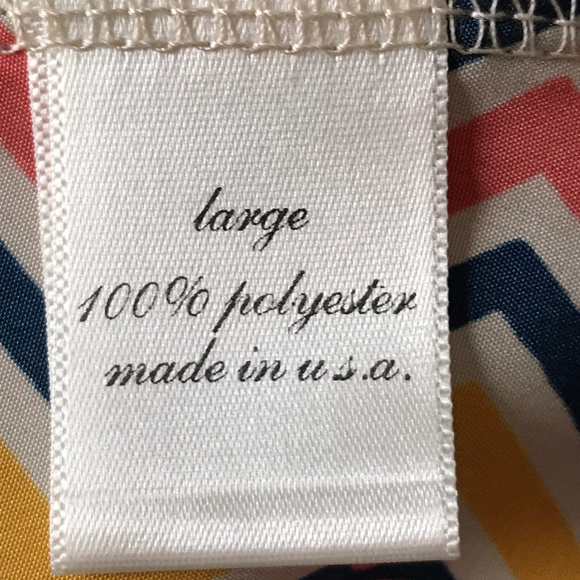 large
100% polyester
made in u s.a.